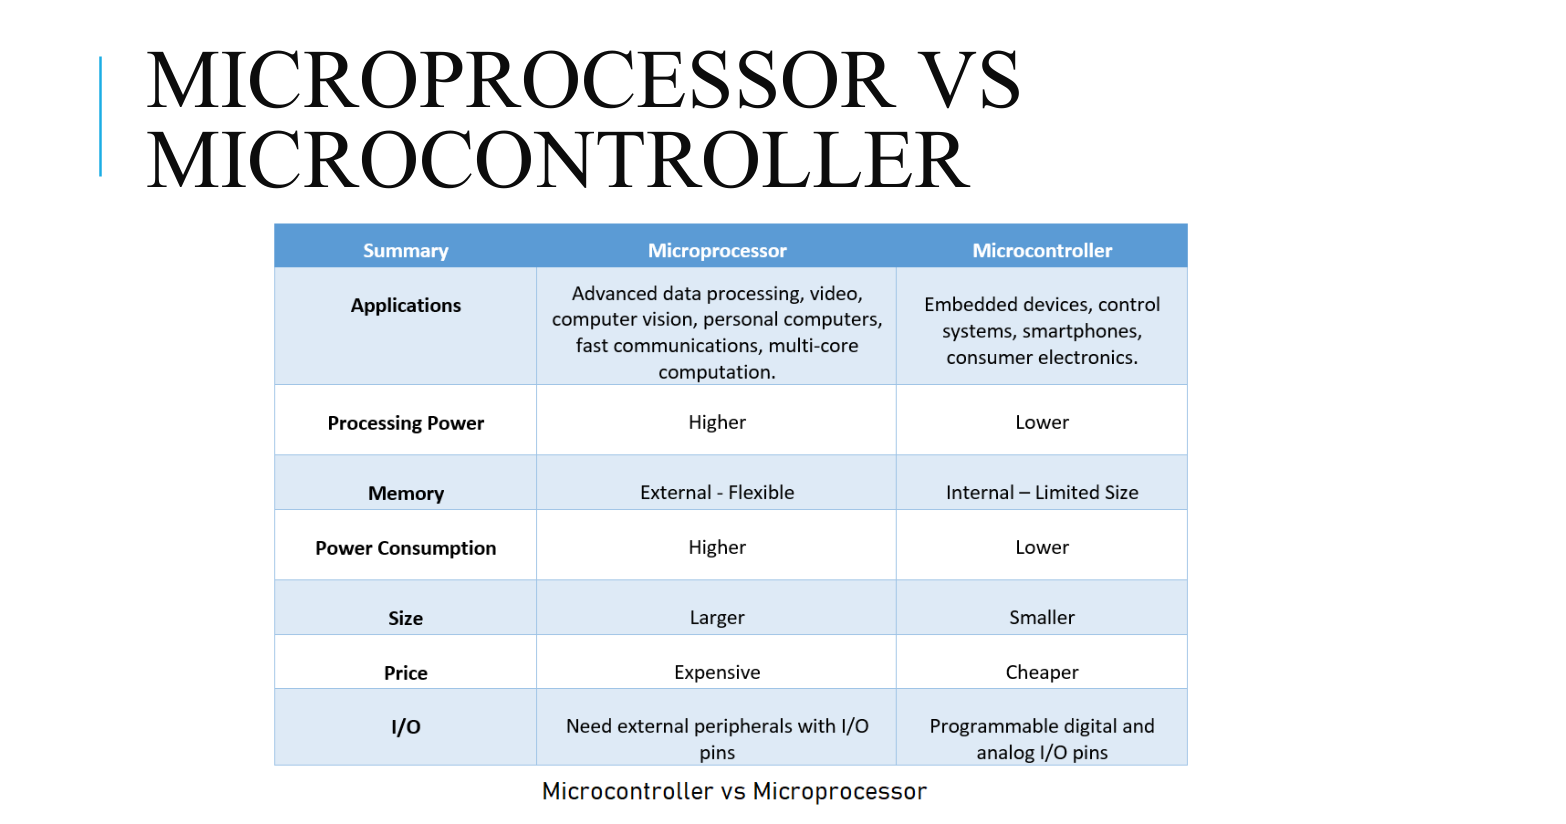 MICROPROCESSOR VS
MICROCONTROLLER
Summary Microprocessor Microcontroller
Applications
Advanced data processing, video,
computer vision, personal computers,
fast communications, multi-core
computation.
Embedded devices, control
systems, smartphones,
consumer electronics.
Processing Power Higher Lower
Memory External - Flexible Internal – Limited Size
Power Consumption Higher Lower
Size Larger Smaller
Price Expensive Cheaper
I/O
Need external peripherals with I/O
pins
Programmable digital and
analog I/O pins
Microcontroller vs Microprocessor